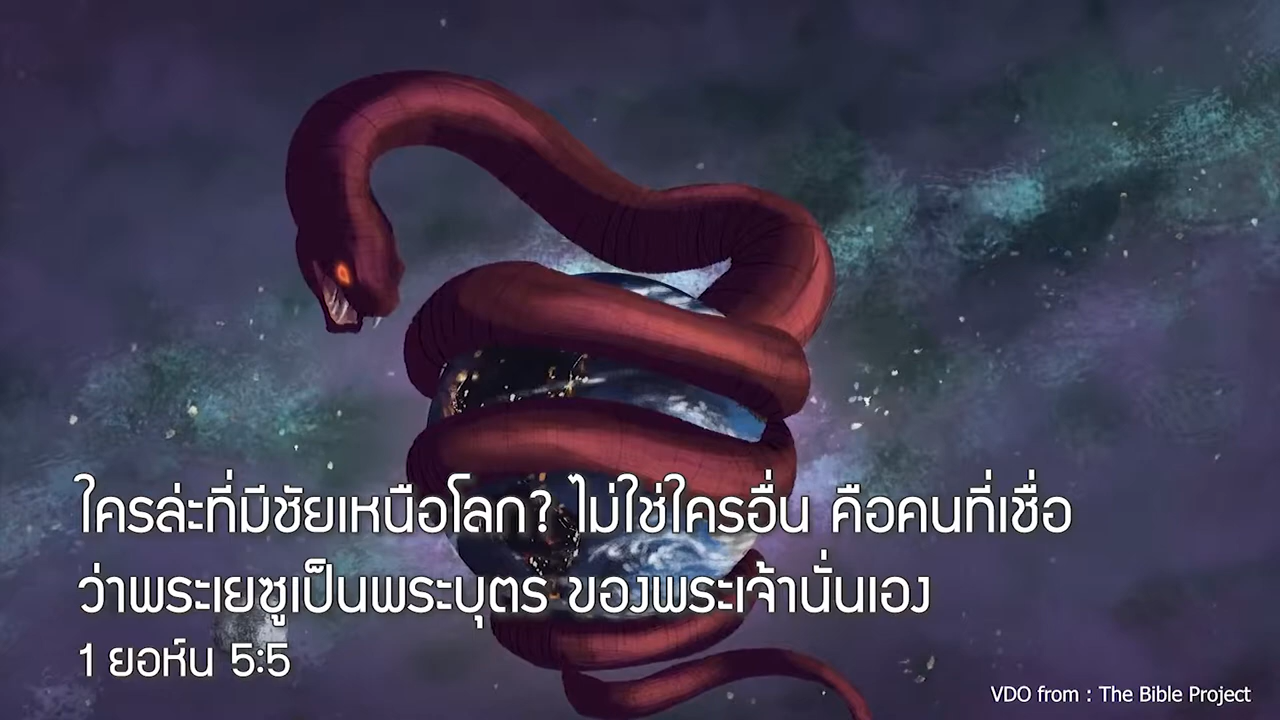 ใครล่ะที่มีชัยเหนือโลก? ไม่ใช่ใครอื่น คือคนที่เชื่อ
ว่าพระเยซูเป็นพระบุตร ของพระเจ้านั่นเอง
1 ยอห์น 5:5
VDO from : The Bible Project